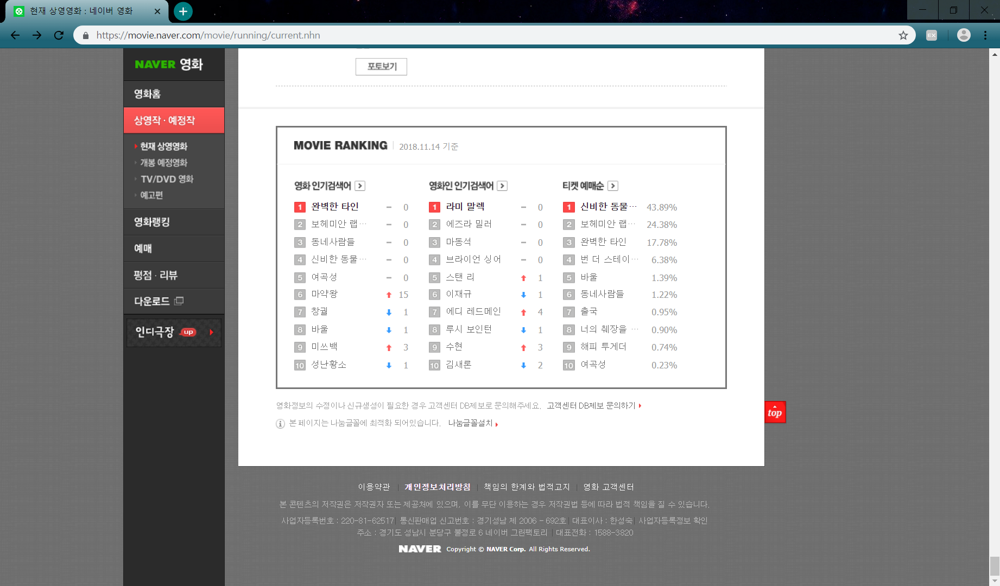 현재 상영영화 : 네이버 영화
https://movie.naver.com/movie/running/current.nhn
EX
NAVER 영화
영화홈
상영작 · 예정작
현재 상영영화
개봉 예정영화
TV/DVD 영화
예고편
영화랭킹
예매
평점 · 리뷰
다운로드
인디극장 up
포토보기
MOVIE RANKING 2018.11.14 기준
영화 인기검색어
1 완벽한 타인 0
2 보헤미안 랩… 0
3 동네사람들 0
4 신비한 동물… 0
5 여곡성 0
6 마약왕 15
7 창궐 1
8 바울 1
9 미쓰백 3
10 성난황소 1
영화인 인기검색어
1 라미 말렉 0
2 에즈라 밀러 0
3 마동석 0
4 브라이언 싱어 0
5 스탠 리 1
6 이재규 1
7 에디 레드메인 4
8 루시 보인턴 1
9 수현 3
10 김새론 2
티켓 예매순
1 신비한 동물… 43.89%
2 보헤미안 랩… 24.38%
3 완벽한 타인 17.78%
4 번 더 스테이… 6.38%
5 바울 1.39%
6 동네사람들 1.22%
7 출국 0.95%
8 너의 췌장을 … 0.90%
9 해피 투게더 0.74%
10 여곡성 0.23%
영화정보의 수정이나 신규생성이 필요한 경우 고객센터 DB제보로 문의해주세요. 고객센터 DB제보 문의하기
본 페이지는 나눔글꼴에 최적화 되어있습니다. 나눔글꼴설치
top
이용약관 | 개인정보처리방침 | 책임의 한계와 법적고지 | 영화 고객센터
본 콘텐츠의 저작권은 저작권자 또는 제공처에 있으며, 이를 무단 이용하는 경우 저작권법 등에 따라 법적 책임을 질 수 있습니다.
사업자등록번호 : 220-81-62517 | 통신판매업 신고번호 : 경기성남 제 2006 - 692호 | 대표이사 : 한성숙 | 사업자등록정보 확인
주소 : 경기도 성남시 분당구 불정로 6 네이버 그린팩토리 | 대표전화 : 1588-3820
NAVER Copyright © NAVER Corp. All Rights Reserved.